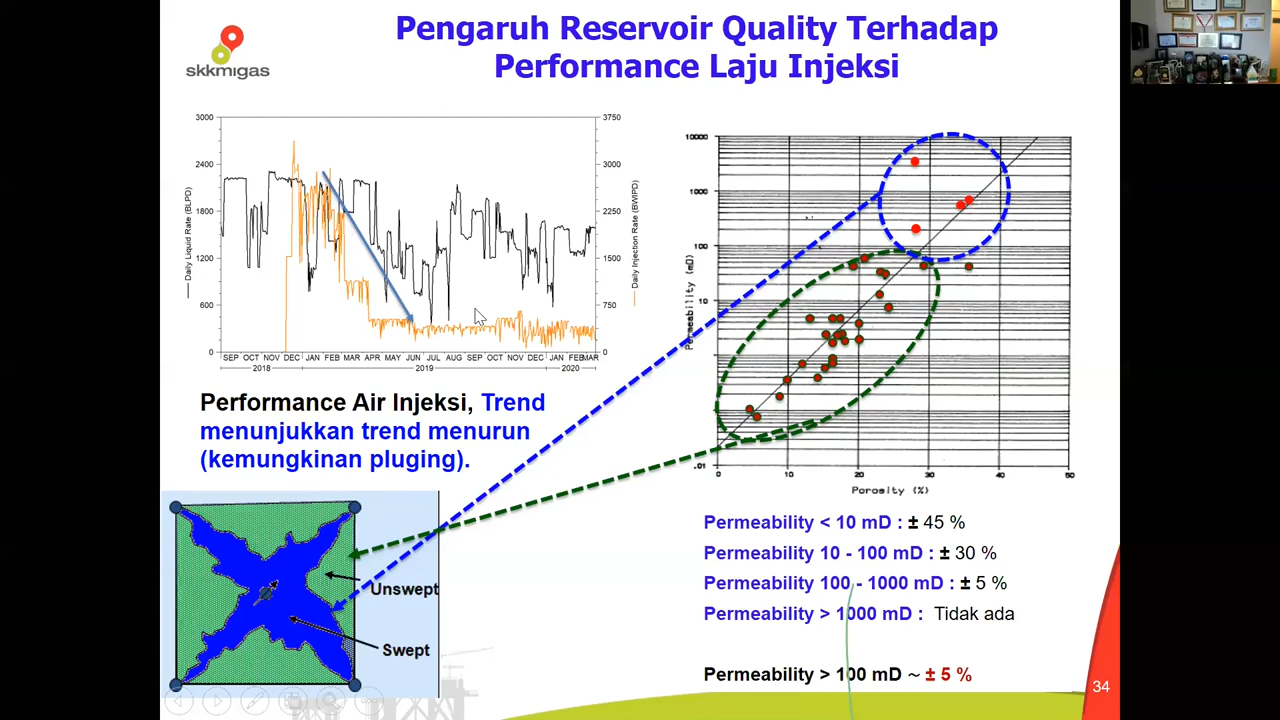 Pengaruh Reservoir Quality Terhadap
Performance Laju Injeksi
skkmigas
3000
2400
1800
1200
600
0
Daily Liquid Rate (BLPD)
3750
3000
2250
1500
750
0
Daily Injection Rate (BWIPD)
SEP OCT NOV DEC JAN FEB MAR APR MAY JUN JUL AUG SEP OCT NOV DEC JAN FEB MAR
2018 2019 2020
Performance Air Injeksi, Trend
menunjukkan trend menurun
(kemungkinan pluging).
Unswept
Swept
10000
1000
100
10
.01
Permeability (mD)
0 10 20 30 40 50
Porosity (%)
Permeability < 10 mD : ± 45 %
Permeability 10 - 100 mD : ± 30 %
Permeability 100 - 1000 mD : ± 5 %
Permeability > 1000 mD : Tidak ada
Permeability > 100 mD ~ ± 5 %
34